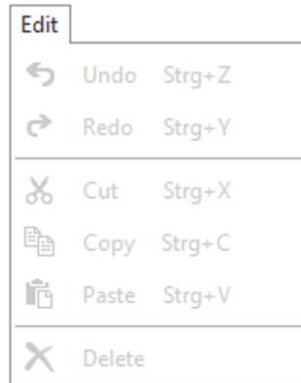 Edit
Undo Strg+Z
Redo Strg+Y
Cut Strg+X
Copy Strg+C
Paste Strg+V
Delete